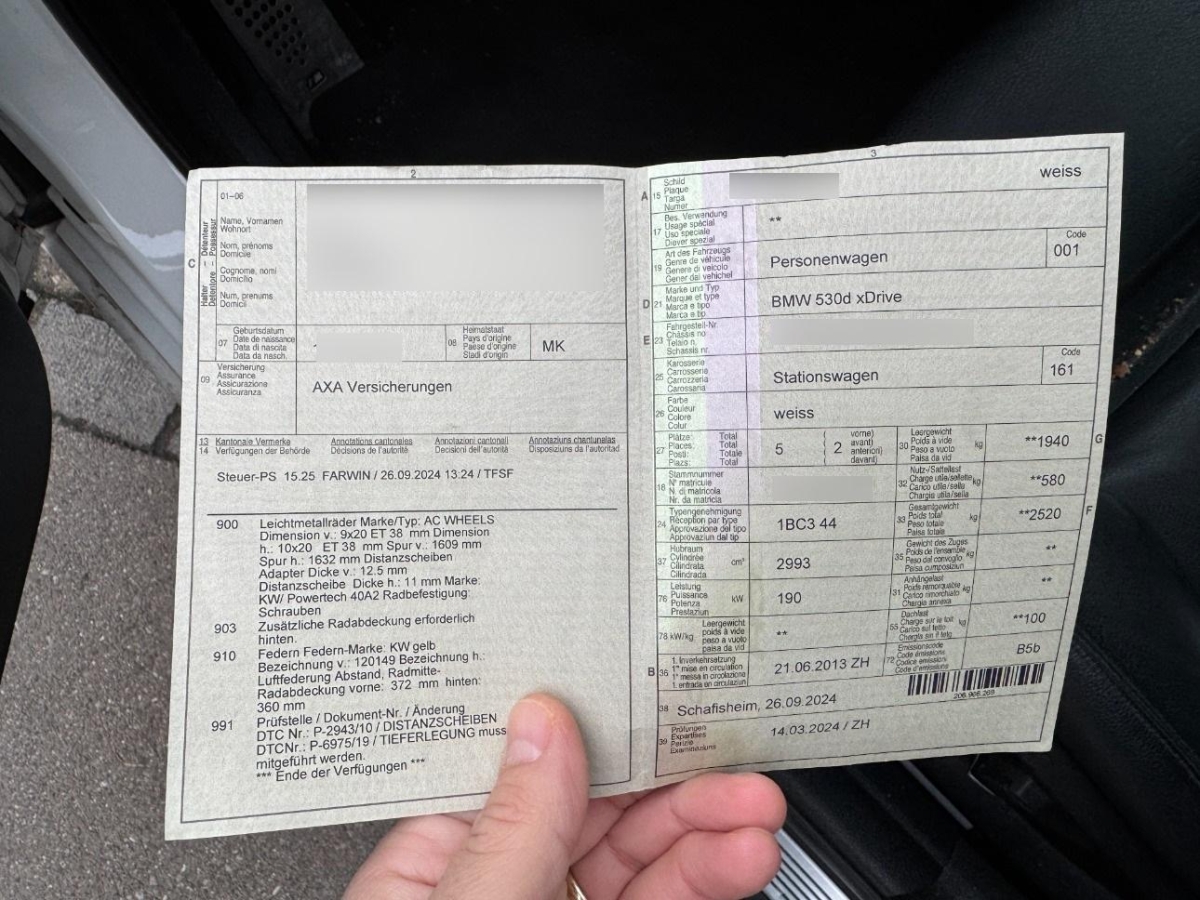 2
01–06
C
Halter – Détenteur
Detentore – Possessur
Name, Vornamen
Wohnort
Nom, prénoms
Domicile
Cognome, nomi
Domicilio
Num, prenums
Domicil
07
Geburtsdatum
Date de naissance
Data di nascita
Data da nasch.
08
Heimatstaat
Pays d'origine
Paese d'origine
Stadi d'origin
MK
09
Versicherung
Assurance
Assicurazione
Assicuranza
AXA Versicherungen
13 Kantonale Vermerke Annotations cantonales Annotazioni cantonali Annotaziuns chantunalas
14 Verfügungen der Behörde Décisions de l'autorité Decisioni dell'autorità Disposiziuns da l'autoritad
Steuer-PS 15.25 FARWIN / 26.09.2024 13:24 / TFSF
900 Leichtmetallräder Marke/Typ: AC WHEELS
Dimension v.: 9x20 ET 38 mm Dimension
h.: 10x20 ET 38 mm Spur v.: 1609 mm
Spur h.: 1632 mm Distanzscheiben
Adapter Dicke v.: 12.5 mm
Distanzscheibe Dicke h.: 11 mm Marke:
KW/ Powertech 40A2 Radbefestigung:
Schrauben
903 Zusätzliche Radabdeckung erforderlich
hinten.
910 Federn Federn-Marke: KW gelb
Bezeichnung v.: 120149 Bezeichnung h.:
Luftfederung Abstand, Radmitte-
Radabdeckung vorne: 372 mm hinten:
360 mm
991 Prüfstelle / Dokument-Nr. / Änderung
DTC Nr.: P-2943/10 / DISTANZSCHEIBEN
DTCNr.: P-6975/19 / TIEFERLEGUNG muss
mitgeführt werden.
*** Ende der Verfügungen ***
3
A 15
Schild
Plaque
Targa
Numer
weiss
17
Bes. Verwendung
Usage spécial
Uso speciale
Diever spezial
**
19
Art des Fahrzeugs
Genre de véhicule
Genere di veicolo
Gener dal vehichel
Personenwagen
Code
001
D 21
Marke und Typ
Marque et type
Marca e tipo
Marca e tip
BMW 530d xDrive
E 23
Fahrgestell-Nr.
Châssis no
Telaio n.
Schassis nr.
25
Karosserie
Carrosserie
Carrozzeria
Carossaria
Stationswagen
Code
161
26
Farbe
Couleur
Colore
Colur
weiss
27
Plätze: Total
Places: Total
Posti: Totale
Plazs: Total
5
( vorne)
( avant)
2
anteriori)
( davant)
30
Leergewicht
Poids à vide
Peso a vuoto
Paisa da vid
kg
**1940
G
18
Stammnummer
N° matricule
N. di matricola
Nr. da matricla
32
Nutz-/Sattellast
Charge utile/sellette
Carico utile/sella
Chargia utila/sella
kg
**580
24
Typengenehmigung
Réception par type
Approvazione del tipo
Approvaziun dal tip
1BC3 44
33
Gesamtgewicht
Poids total
Peso totale
Paisa totala
kg
**2520
F
37
Hubraum
Cylindrée
Cilindrata
Cilindrada
cm³
2993
35
Gewicht des Zuges
Poids de l'ensemble
Peso del convoglio
Paisa cumposiziun
kg
**
76
Leistung
Puissance
Potenza
Prestaziun
kW
190
31
Anhängelast
Poids remorquable
Carico rimorchiato
Chargia annexa
kg
**
78 kW/kg
Leergewicht
poids à vide
peso a vuoto
paisa da vid
**
55
Dachlast
Charge sur le toit
Carico sul tetto
Chargia sin il tetg
kg
**100
B 36
1. Inverkehrsetzung
1re mise en circulation
1a messa in circolazione
1. entrada en circulaziun
21.06.2013 ZH
72
Emissionscode
Code émissions
Codice emissioni
Code d'emissiuns
B5b
38 Schafisheim, 26.09.2024
206.906.269
39
Prüfungen
Expertises
Perizie
Examinaziuns
14.03.2024 / ZH